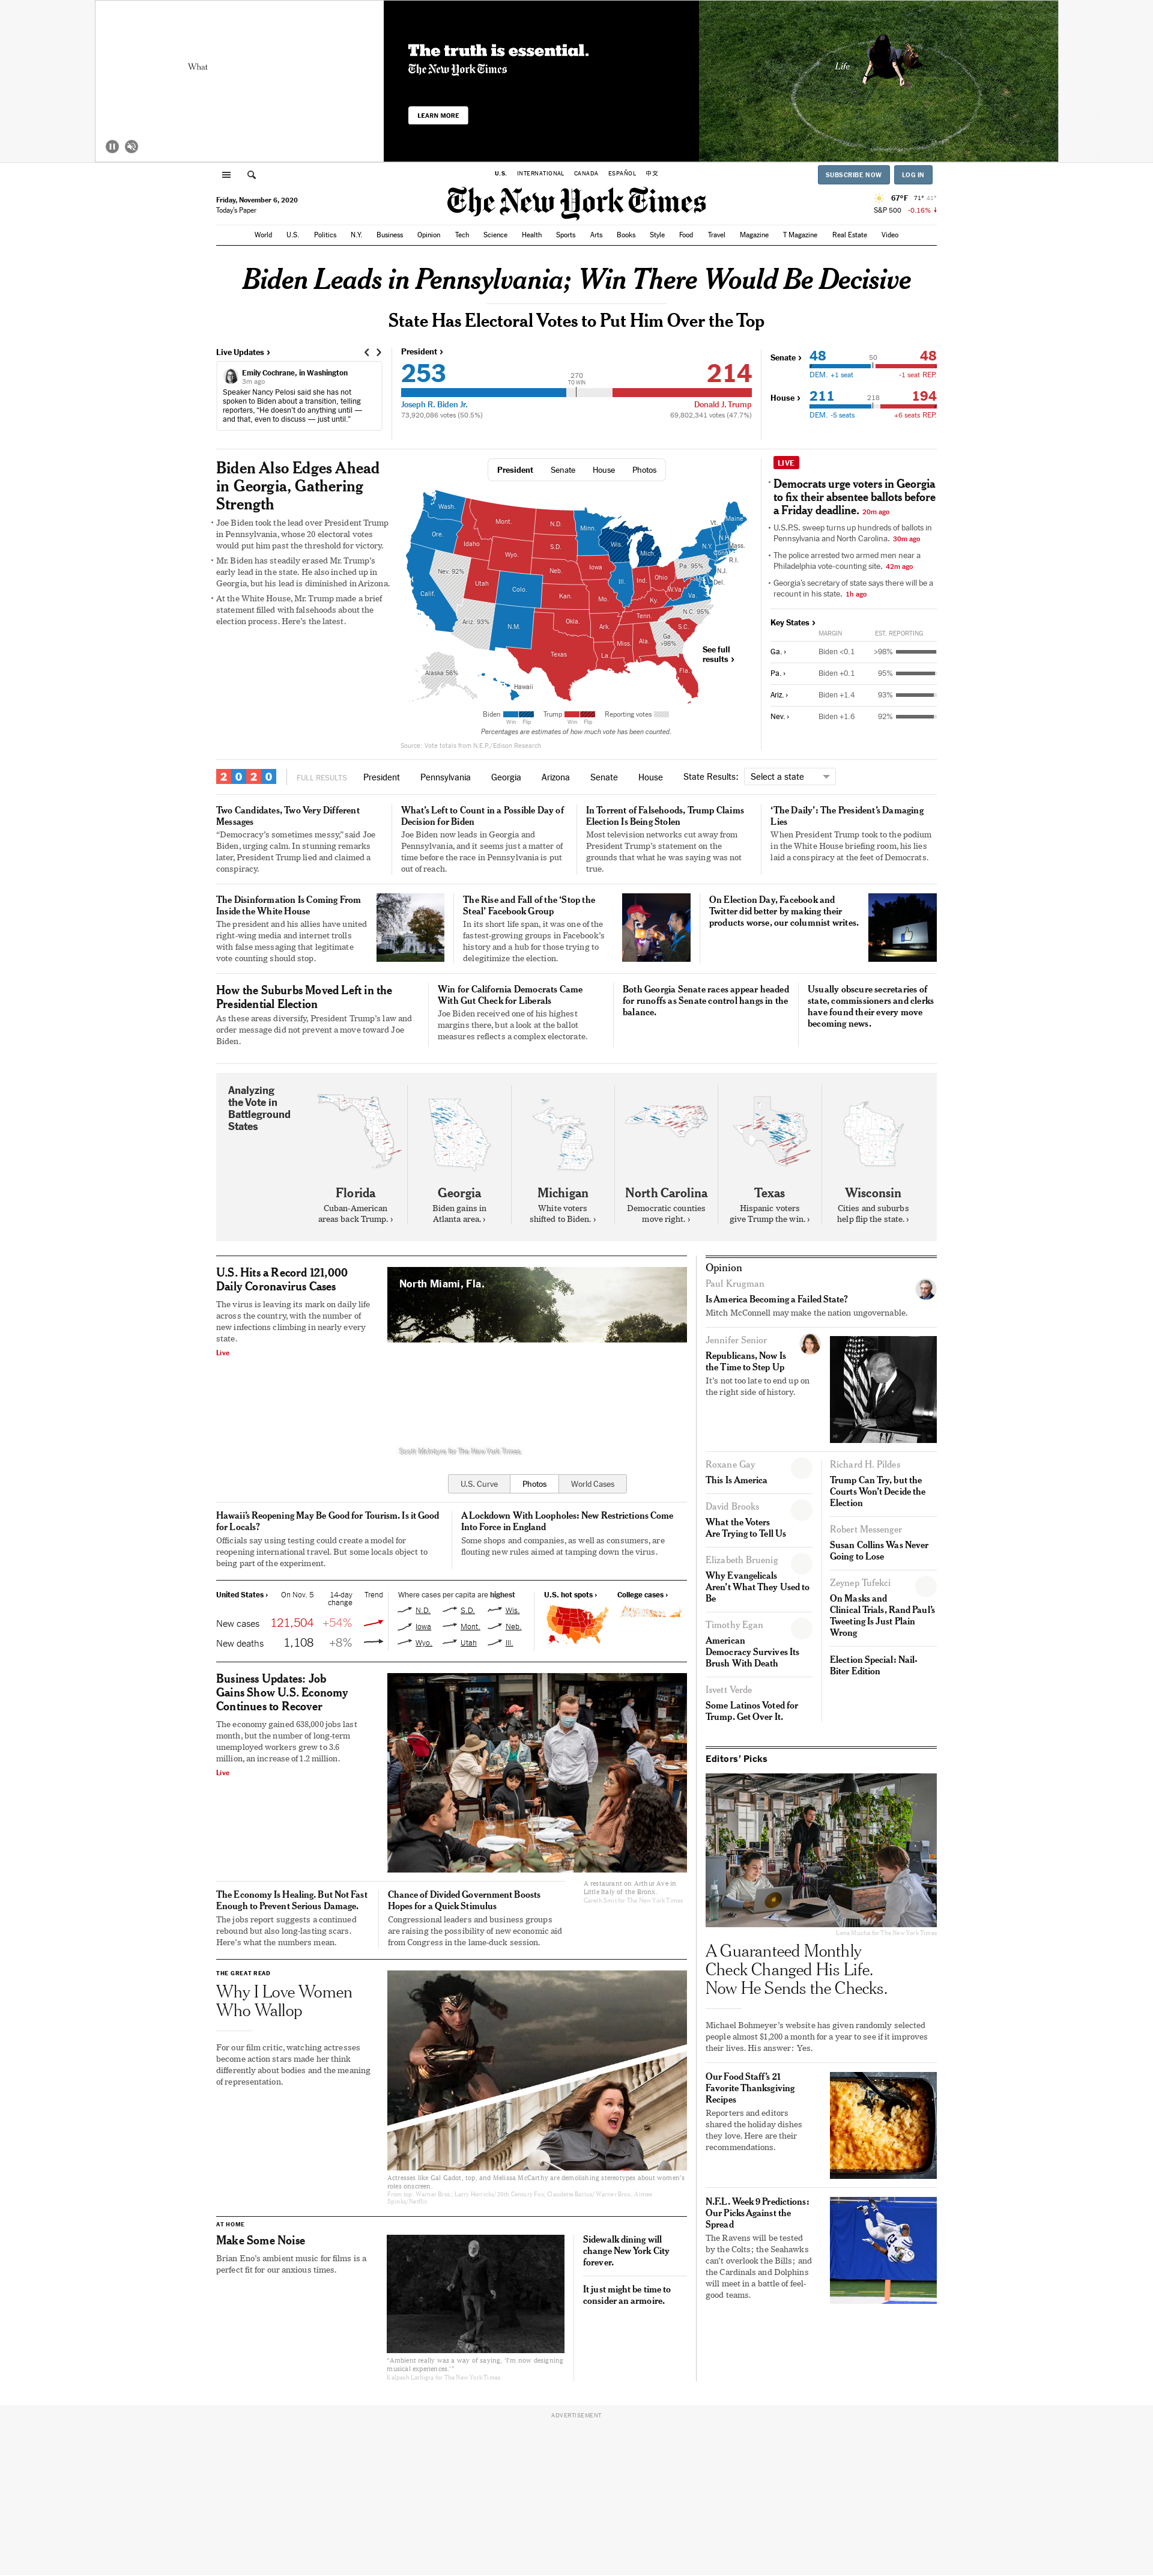 What
The truth is essential.
The New York Times
LEARN MORE
Life
U.S. INTERNATIONAL CANADA ESPAÑOL 中文
SUBSCRIBE NOW LOG IN
Friday, November 6, 2020
Today's Paper
The New York Times
67°F 71° 41°
S&P 500 -0.16%
World U.S. Politics N.Y. Business Opinion Tech Science Health Sports Arts Books Style Food Travel Magazine T Magazine Real Estate Video
Biden Leads in Pennsylvania; Win There Would Be Decisive
State Has Electoral Votes to Put Him Over the Top
Live Updates
Emily Cochrane, in Washington
3m ago
Speaker Nancy Pelosi said she has not
spoken to Biden about a transition, telling
reporters, "He doesn't do anything until —
and that, even to discuss — just until."
President
253 270 TO WIN 214
Joseph R. Biden Jr. Donald J. Trump
73,920,086 votes (50.5%) 69,802,341 votes (47.7%)
Senate 48 50 48
DEM. +1 seat -1 seat REP.
House 211 218 194
DEM. -5 seats +6 seats REP.
Biden Also Edges Ahead
in Georgia, Gathering
Strength
Joe Biden took the lead over President Trump
in Pennsylvania, whose 20 electoral votes
would put him past the threshold for victory.
Mr. Biden has steadily erased Mr. Trump's
early lead in the state. He also inched up in
Georgia, but his lead is diminished in Arizona.
At the White House, Mr. Trump made a brief
statement filled with falsehoods about the
election process. Here's the latest.
President Senate House Photos
Wash.
Ore.
Calif.
Nev. 92%
Idaho
Mont.
Wyo.
Utah
Ariz. 93%
Colo.
N.M.
N.D.
S.D.
Neb.
Kan.
Okla.
Texas
Minn.
Iowa
Mo.
Ark.
La.
Wis.
Ill.
Mich.
Ind.
Ohio
Ky.
Tenn.
Miss.
Ala.
Ga. >98%
Fla.
S.C.
N.C. 95%
Va.
W.Va.
Pa. 95%
N.Y.
Vt.
N.H.
Maine
Mass.
Conn.
R.I.
N.J.
Del.
Alaska 56%
Hawaii
See full
results
Biden Win Flip Trump Win Flip Reporting votes
Percentages are estimates of how much vote has been counted.
Source: Vote totals from N.E.P./Edison Research
LIVE
Democrats urge voters in Georgia
to fix their absentee ballots before
a Friday deadline. 20m ago
U.S.P.S. sweep turns up hundreds of ballots in
Pennsylvania and North Carolina. 30m ago
The police arrested two armed men near a
Philadelphia vote-counting site. 42m ago
Georgia's secretary of state says there will be a
recount in his state. 1h ago
Key States
MARGIN EST. REPORTING
Ga. Biden <0.1 >98%
Pa. Biden +0.1 95%
Ariz. Biden +1.4 93%
Nev. Biden +1.6 92%
2020 FULL RESULTS President Pennsylvania Georgia Arizona Senate House State Results: Select a state
Two Candidates, Two Very Different
Messages
"Democracy's sometimes messy," said Joe
Biden, urging calm. In stunning remarks
later, President Trump lied and claimed a
conspiracy.
What's Left to Count in a Possible Day of
Decision for Biden
Joe Biden now leads in Georgia and
Pennsylvania, and it seems just a matter of
time before the race in Pennsylvania is put
out of reach.
In Torrent of Falsehoods, Trump Claims
Election Is Being Stolen
Most television networks cut away from
President Trump's statement on the
grounds that what he was saying was not
true.
'The Daily': The President's Damaging
Lies
When President Trump took to the podium
in the White House briefing room, his lies
laid a conspiracy at the feet of Democrats.
The Disinformation Is Coming From
Inside the White House
The president and his allies have united
right-wing media and internet trolls
with false messaging that legitimate
vote counting should stop.
The Rise and Fall of the 'Stop the
Steal' Facebook Group
In its short life span, it was one of the
fastest-growing groups in Facebook's
history and a hub for those trying to
delegitimize the election.
On Election Day, Facebook and
Twitter did better by making their
products worse, our columnist writes.
How the Suburbs Moved Left in the
Presidential Election
As these areas diversify, President Trump's law and
order message did not prevent a move toward Joe
Biden.
Win for California Democrats Came
With Gut Check for Liberals
Joe Biden received one of his highest
margins there, but a look at the ballot
measures reflects a complex electorate.
Both Georgia Senate races appear headed
for runoffs as Senate control hangs in the
balance.
Usually obscure secretaries of
state, commissioners and clerks
have found their every move
becoming news.
Analyzing
the Vote in
Battleground
States
Florida
Cuban-American
areas back Trump.
Georgia
Biden gains in
Atlanta area.
Michigan
White voters
shifted to Biden.
North Carolina
Democratic counties
move right.
Texas
Hispanic voters
give Trump the win.
Wisconsin
Cities and suburbs
help flip the state.
U.S. Hits a Record 121,000
Daily Coronavirus Cases
The virus is leaving its mark on daily life
across the country, with the number of
new infections climbing in nearly every
state.
Live
North Miami, Fla.
Scott McIntyre for The New York Times
U.S. Curve Photos World Cases
Hawaii's Reopening May Be Good for Tourism. Is it Good
for Locals?
Officials say using testing could create a model for
reopening international travel. But some locals object to
being part of the experiment.
A Lockdown With Loopholes: New Restrictions Come
Into Force in England
Some shops and companies, as well as consumers, are
flouting new rules aimed at tamping down the virus.
United States On Nov. 5 14-day change Trend
New cases 121,504 +54%
New deaths 1,108 +8%
Where cases per capita are highest
N.D. S.D. Wis.
Iowa Mont. Neb.
Wyo. Utah Ill.
U.S. hot spots College cases
Business Updates: Job
Gains Show U.S. Economy
Continues to Recover
The economy gained 638,000 jobs last
month, but the number of long-term
unemployed workers grew to 3.6
million, an increase of 1.2 million.
Live
A restaurant on Arthur Ave in
Little Italy of the Bronx.
Gareth Smit for The New York Times
The Economy Is Healing. But Not Fast
Enough to Prevent Serious Damage.
The jobs report suggests a continued
rebound but also long-lasting scars.
Here's what the numbers mean.
Chance of Divided Government Boosts
Hopes for a Quick Stimulus
Congressional leaders and business groups
are raising the possibility of new economic aid
from Congress in the lame-duck session.
THE GREAT READ
Why I Love Women
Who Wallop
For our film critic, watching actresses
become action stars made her think
differently about bodies and the meaning
of representation.
Actresses like Gal Gadot, top, and Melissa McCarthy are demolishing stereotypes about women's
roles onscreen.
From top: Warner Bros.; Larry Horricks/20th Century Fox; Claudette Barius/Warner Bros.; Aimee
Spinks/Netflix
AT HOME
Make Some Noise
Brian Eno's ambient music for films is a
perfect fit for our anxious times.
"Ambient really was a way of saying, 'I'm now designing
musical experiences.'"
Kalpesh Lathigra for The New York Times
Sidewalk dining will
change New York City
forever.
It just might be time to
consider an armoire.
Opinion
Paul Krugman
Is America Becoming a Failed State?
Mitch McConnell may make the nation ungovernable.
Jennifer Senior
Republicans, Now Is
the Time to Step Up
It's not too late to end up on
the right side of history.
Roxane Gay
This Is America
David Brooks
What the Voters
Are Trying to Tell Us
Elizabeth Bruenig
Why Evangelicals
Aren't What They Used to
Be
Timothy Egan
American
Democracy Survives Its
Brush With Death
Isvett Verde
Some Latinos Voted for
Trump. Get Over It.
Richard H. Pildes
Trump Can Try, but the
Courts Won't Decide the
Election
Robert Messenger
Susan Collins Was Never
Going to Lose
Zeynep Tufekci
On Masks and
Clinical Trials, Rand Paul's
Tweeting Is Just Plain
Wrong
Election Special: Nail-
Biter Edition
Editors' Picks
Lena Mucha for The New York Times
A Guaranteed Monthly
Check Changed His Life.
Now He Sends the Checks.
Michael Bohmeyer's website has given randomly selected
people almost $1,200 a month for a year to see if it improves
their lives. His answer: Yes.
Our Food Staff's 21
Favorite Thanksgiving
Recipes
Reporters and editors
shared the holiday dishes
they love. Here are their
recommendations.
N.F.L. Week 9 Predictions:
Our Picks Against the
Spread
The Ravens will be tested
by the Colts; the Seahawks
can't overlook the Bills; and
the Cardinals and Dolphins
will meet in a battle of feel-
good teams.
ADVERTISEMENT